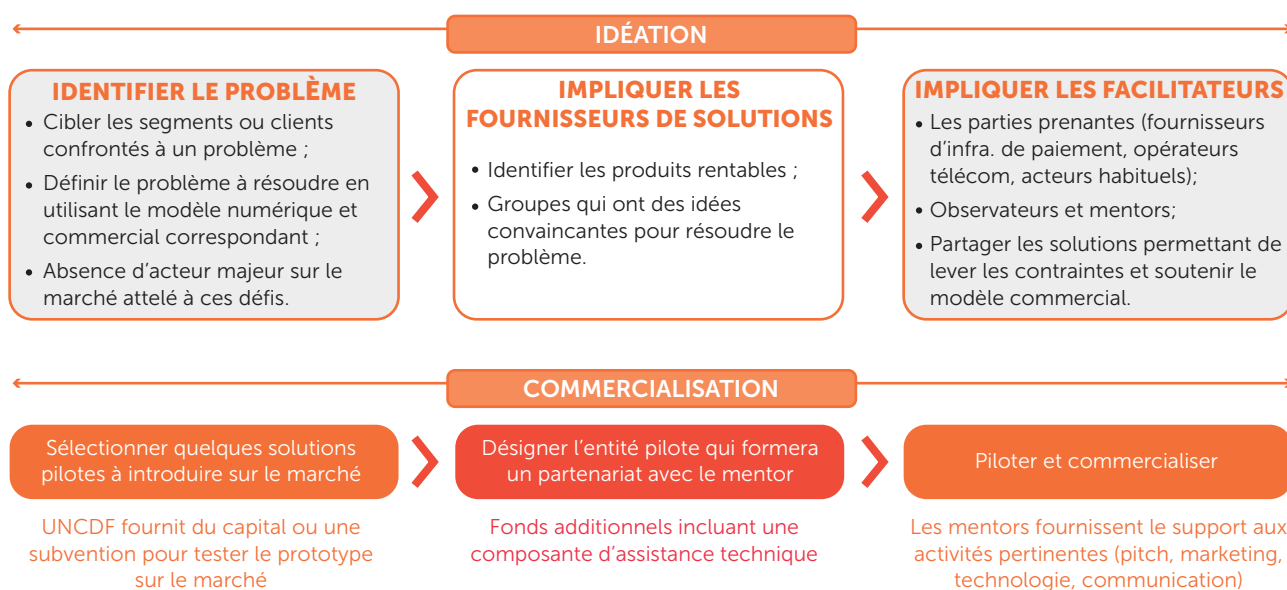 IDÉATION
IDENTIFIER LE PROBLÈME
• Cibler les segments ou clients
confrontés à un problème ;
• Définir le problème à résoudre en
utilisant le modèle numérique et
commercial correspondant ;
• Absence d'acteur majeur sur le
marché attelé à ces défis.
IMPLIQUER LES
FOURNISSEURS DE SOLUTIONS
• Identifier les produits rentables ;
• Groupes qui ont des idées
convaincantes pour résoudre le
problème.
IMPLIQUER LES FACILITATEURS
• Les parties prenantes (fournisseurs
d'infra. de paiement, opérateurs
télécom, acteurs habituels);
• Observateurs et mentors;
• Partager les solutions permettant de
lever les contraintes et soutenir le
modèle commercial.
COMMERCIALISATION
Sélectionner quelques solutions
pilotes à introduire sur le marché
UNCDF fournit du capital ou une
subvention pour tester le prototype
sur le marché
Désigner l'entité pilote qui formera
un partenariat avec le mentor
Fonds additionnels incluant une
composante d'assistance technique
Piloter et commercialiser
Les mentors fournissent le support aux
activités pertinentes (pitch, marketing,
technologie, communication)